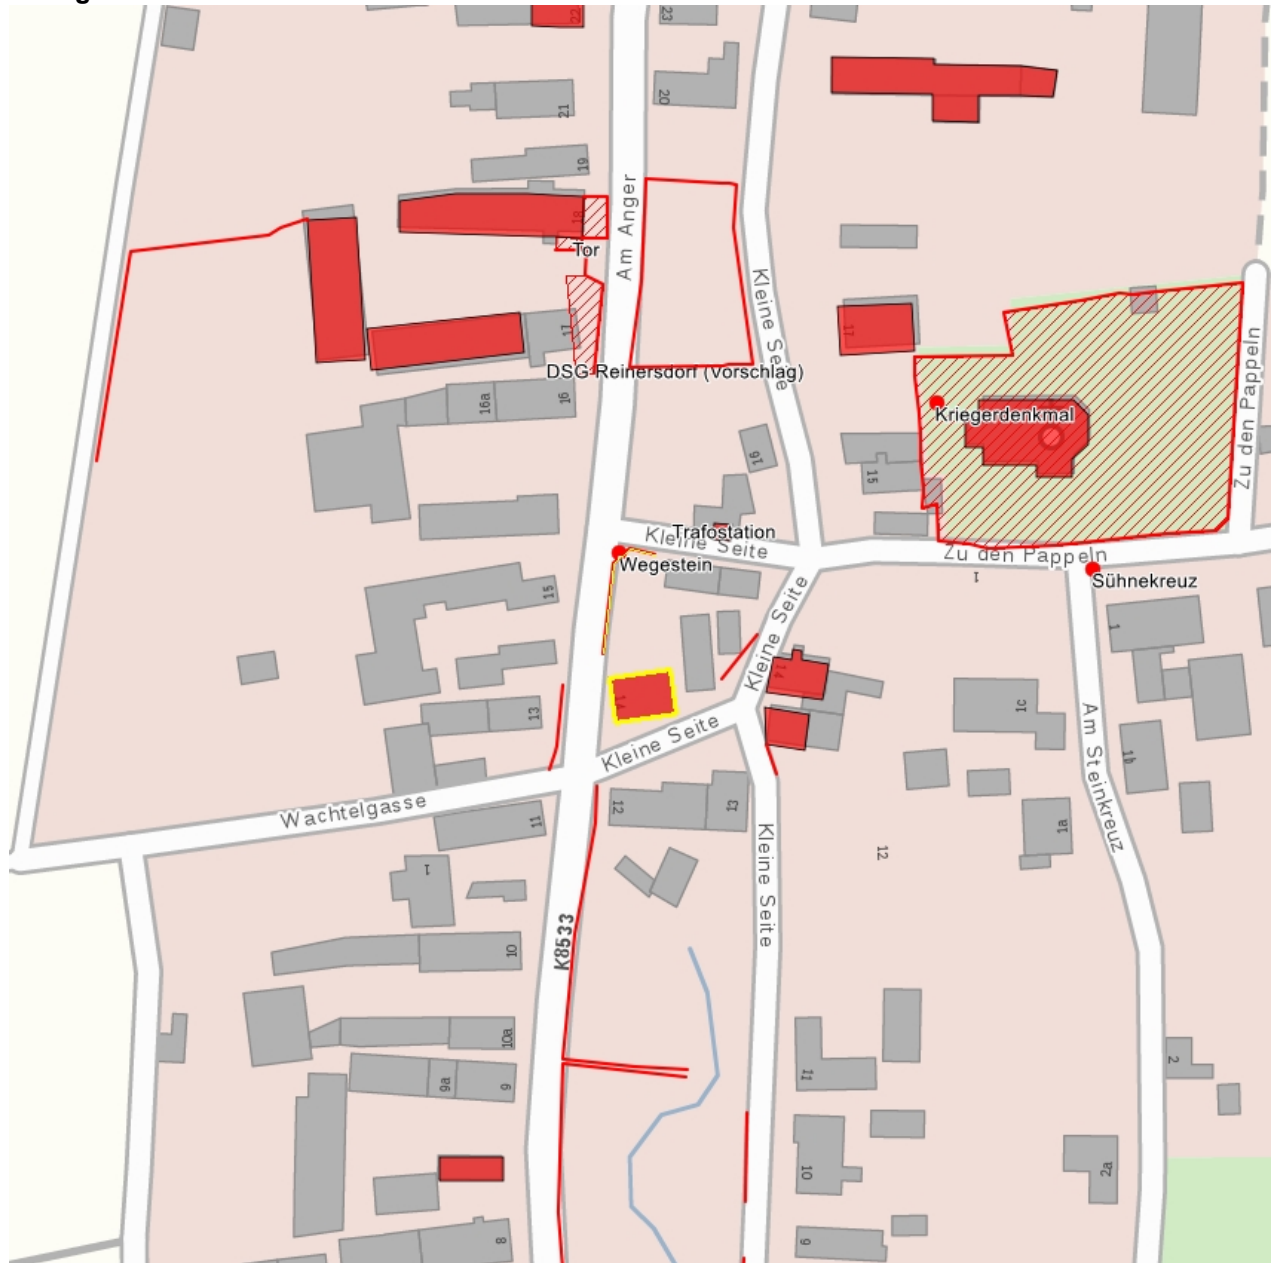 22
23
20
21
19
18
Tor
Am Anger
Kleine Seite
17
17
DSG Reinersdorf (Vorschlag)
Kriegerdenkmal
Zu den Pappeln
16a
16
16
15
Trafostation
Kleine Seite
Zu den Pappeln
Wegestein
Sühnekreuz
1
15
1
Kleine Seite
14
14
1c
13
Kleine Seite
Am Steinkreuz
1b
Wachtelgasse
12
13
11
1a
Kleine Seite
12
1
K8533
10
10a
11
2
9a
9
10
2a
8
9